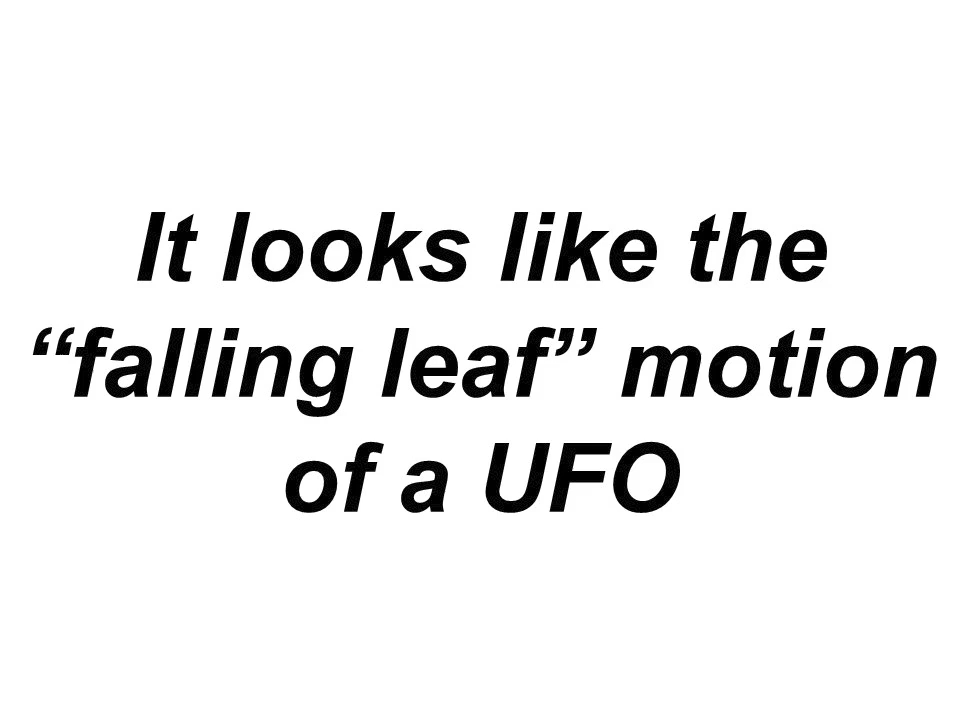 It looks like the
“falling leaf” motion
of a UFO